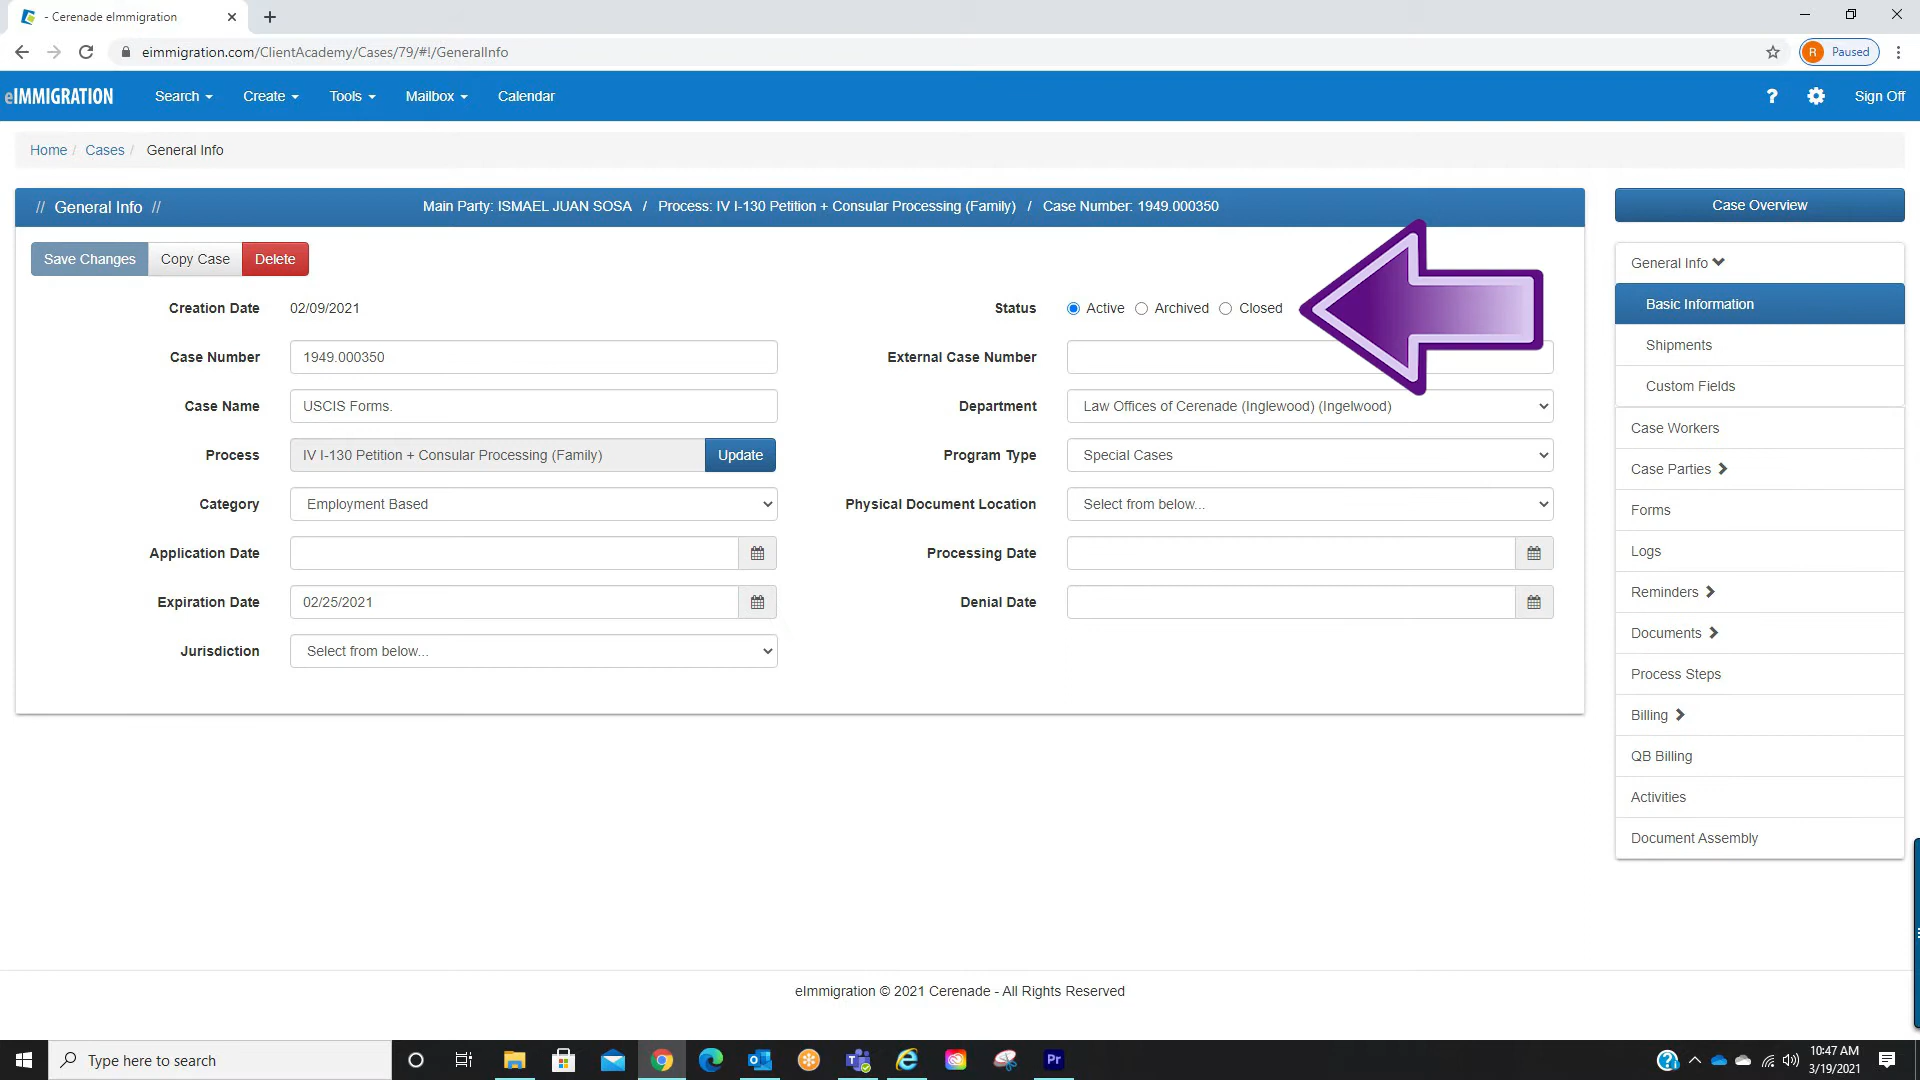 - Cerenade eImmigration
eimmigration.com/ClientAcademy/Cases/79/#!/GeneralInfo
R Paused
eIMMIGRATION Search Create Tools Mailbox Calendar ? Sign Off
Home / Cases / General Info
// General Info // Main Party: ISMAEL JUAN SOSA / Process: IV I-130 Petition + Consular Processing (Family) / Case Number: 1949.000350
Case Overview
Save Changes Copy Case Delete
Creation Date 02/09/2021
Status Active Archived Closed
Case Number 1949.000350
External Case Number
Case Name USCIS Forms.
Department Law Offices of Cerenade (Inglewood) (Ingelwood)
Process IV I-130 Petition + Consular Processing (Family) Update
Program Type Special Cases
Category Employment Based
Physical Document Location Select from below...
Application Date
Processing Date
Expiration Date 02/25/2021
Denial Date
Jurisdiction Select from below...
General Info
Basic Information
Shipments
Custom Fields
Case Workers
Case Parties
Forms
Logs
Reminders
Documents
Process Steps
Billing
QB Billing
Activities
Document Assembly
eImmigration © 2021 Cerenade - All Rights Reserved
Type here to search
Pr
10:47 AM
3/19/2021